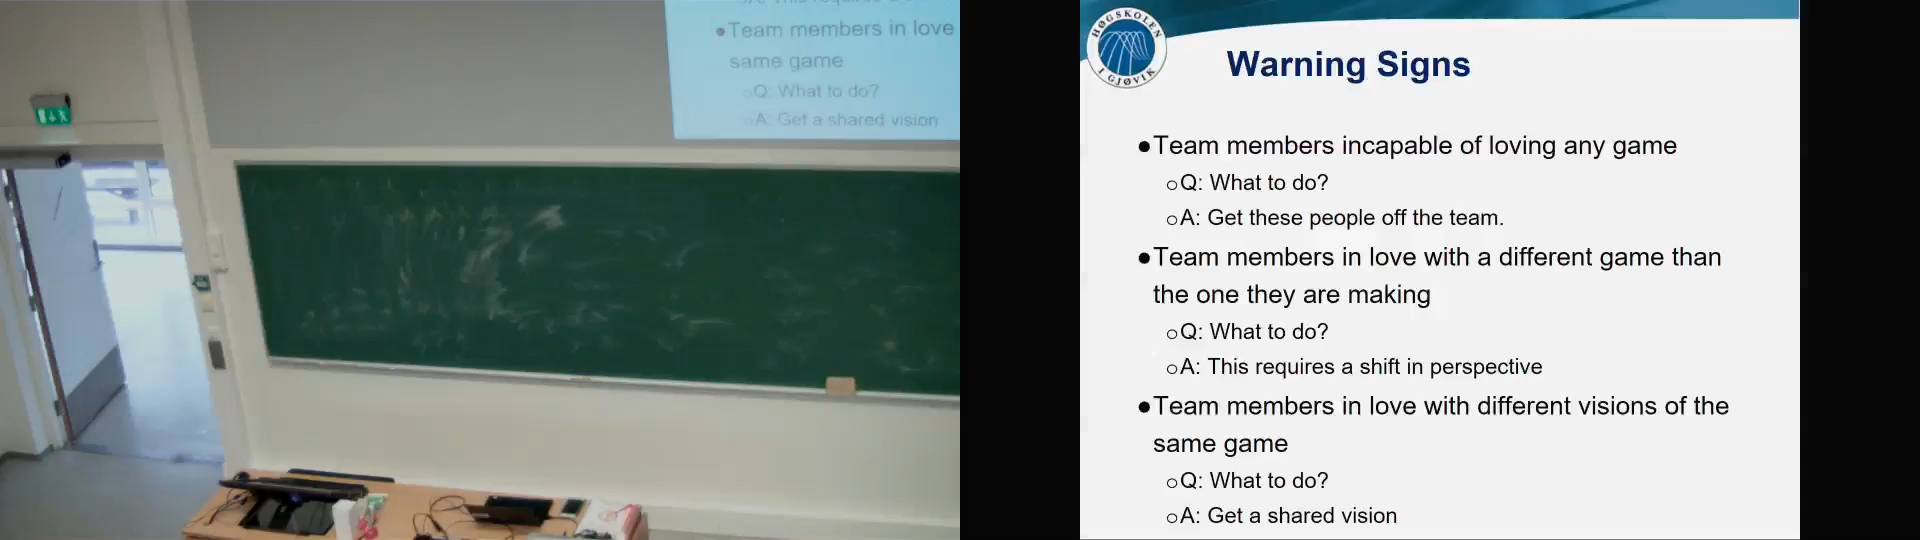 ●Team members in love
same game
○Q: What to do?
○A: Get a shared vision
HØGSKOLEN
I GJØVIK
Warning Signs
●Team members incapable of loving any game
○Q: What to do?
○A: Get these people off the team.
●Team members in love with a different game than
the one they are making
○Q: What to do?
○A: This requires a shift in perspective
●Team members in love with different visions of the
same game
○Q: What to do?
○A: Get a shared vision